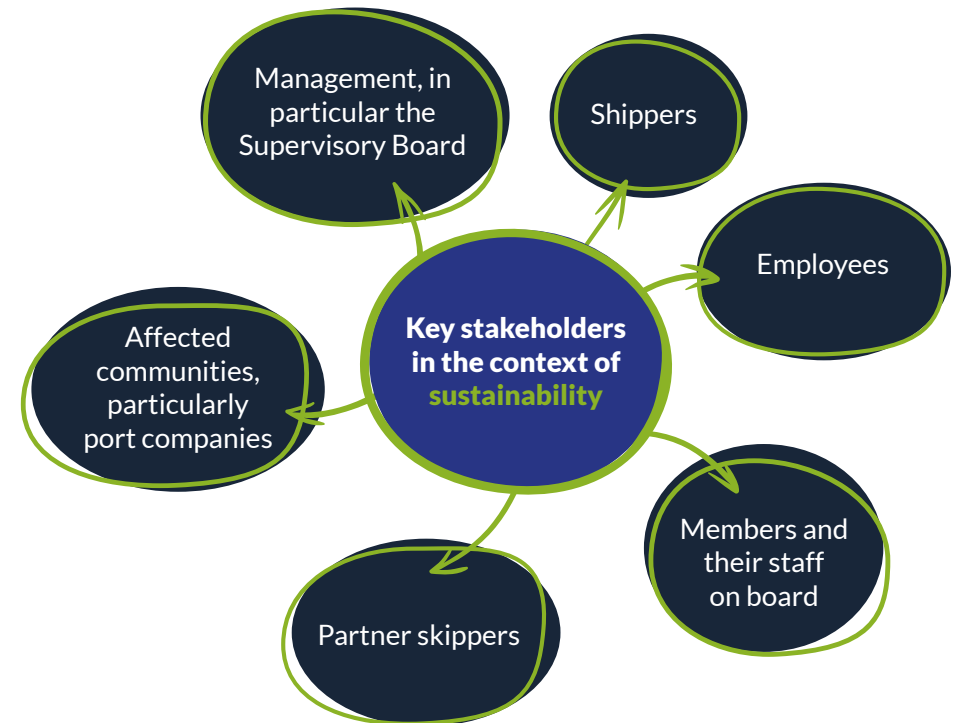 Management, in
particular the
Supervisory Board
Shippers
Employees
Key stakeholders
in the context of
sustainability
Affected
communities,
particularly
port companies
Members and
their staff
on board
Partner skippers